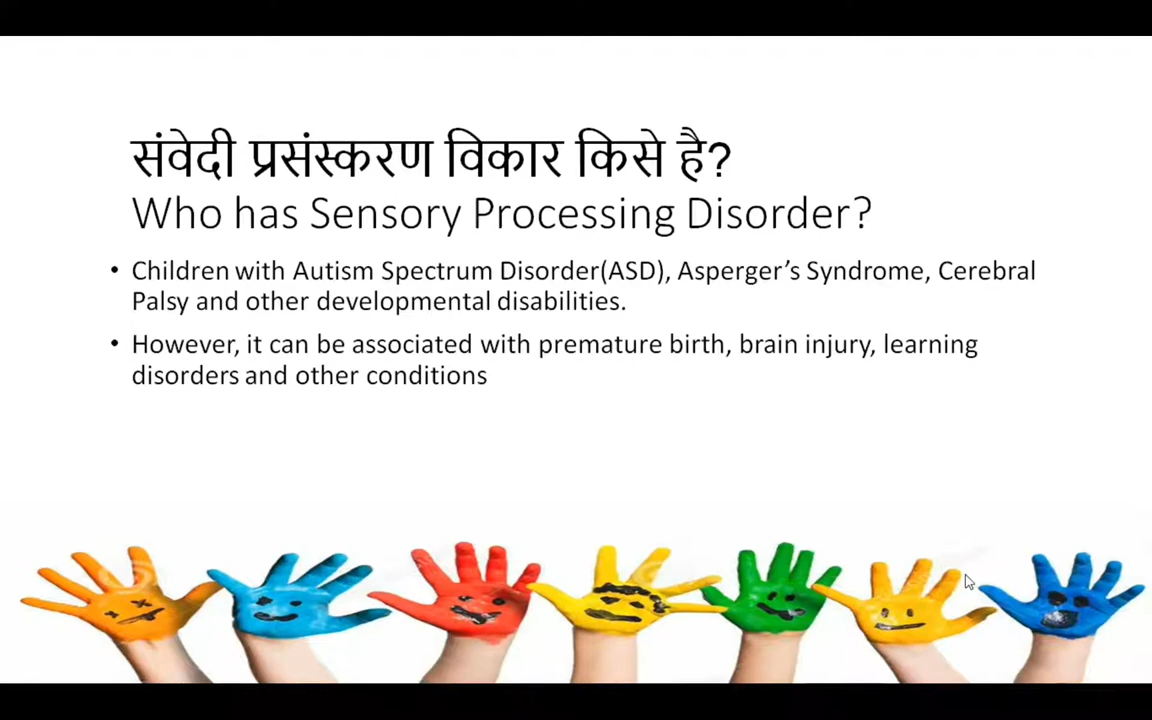 संवेदी प्रसंस्करण विकार किसे है?
Who has Sensory Processing Disorder?
• Children with Autism Spectrum Disorder(ASD), Asperger’s Syndrome, Cerebral
Palsy and other developmental disabilities.
• However, it can be associated with premature birth, brain injury, learning
disorders and other conditions